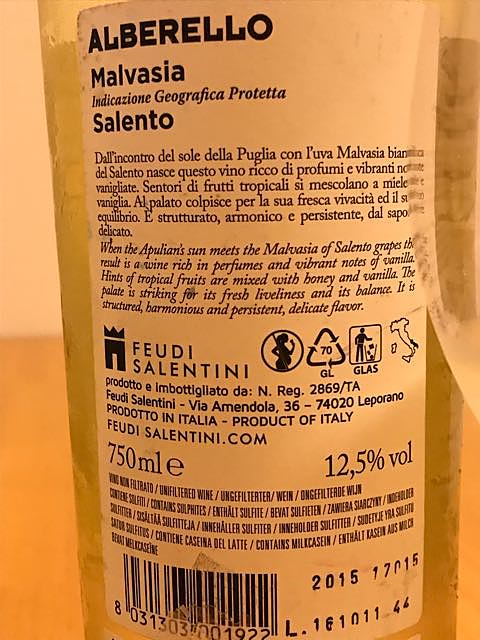 ALBERELLO
Malvasia
Indicazione Geografica Protetta
Salento
Dall'incontro del sole della Puglia con l'uva Malvasia bianca
del Salento nasce questo vino ricco di profumi e vibranti
vanigliate. Sentori di frutti tropicali si mescolano a miele
vaniglia. Al palato colpisce per la sua fresca vivacità ed il
equilibrio. È strutturato, armonico e persistente, dal
delicato.
When the Apulian's sun meets the Malvasia of Salento grapes
result is a wine rich in perfumes and vibrant notes of vanilla.
Hints of tropical fruits are mixed with honey and vanilla. The
palate is striking for its fresh liveliness and its balance. It is
structured, harmonious and persistent, delicate flavor.
FEUDI
SALENTINI
70
GL
GLAS
prodotto e imbottigliato da: N. Reg. 2869/TA
Feudi Salentini - Via Amendola, 36 – 74020 Leporano
PRODOTTO IN ITALIA - PRODUCT OF ITALY
FEUDI SALENTINI.COM
750 ml e
12,5% vol
VINO NON FILTRATO / UNFILTERED WINE / UNGEFILTERTER/ WEIN / ONGEFILTERDE WIJN
CONTIENE SOLFITI / CONTAINS SULPHITES / ENTHÄLT SULFITE / BEVAT SULFIETEN / ZAWIERA SIARCZYNY / INDEHOLDER
SULFITTER / SISÄLTÄÄ SULFITTEJA / INNEHÅLLER SULFITER / INNEHOLDER SULFITTER / SUDETYJE YRA SULFITU
SATUR SULFITUS / CONTIENE CASEINA DEL LATTE / CONTAINS MILKCASEIN / ENTHÄLT KASEIN AUS MILCH
BEVAT MELKCASEÏNE
2015 17015
8 031303 001922
L. 161011 44